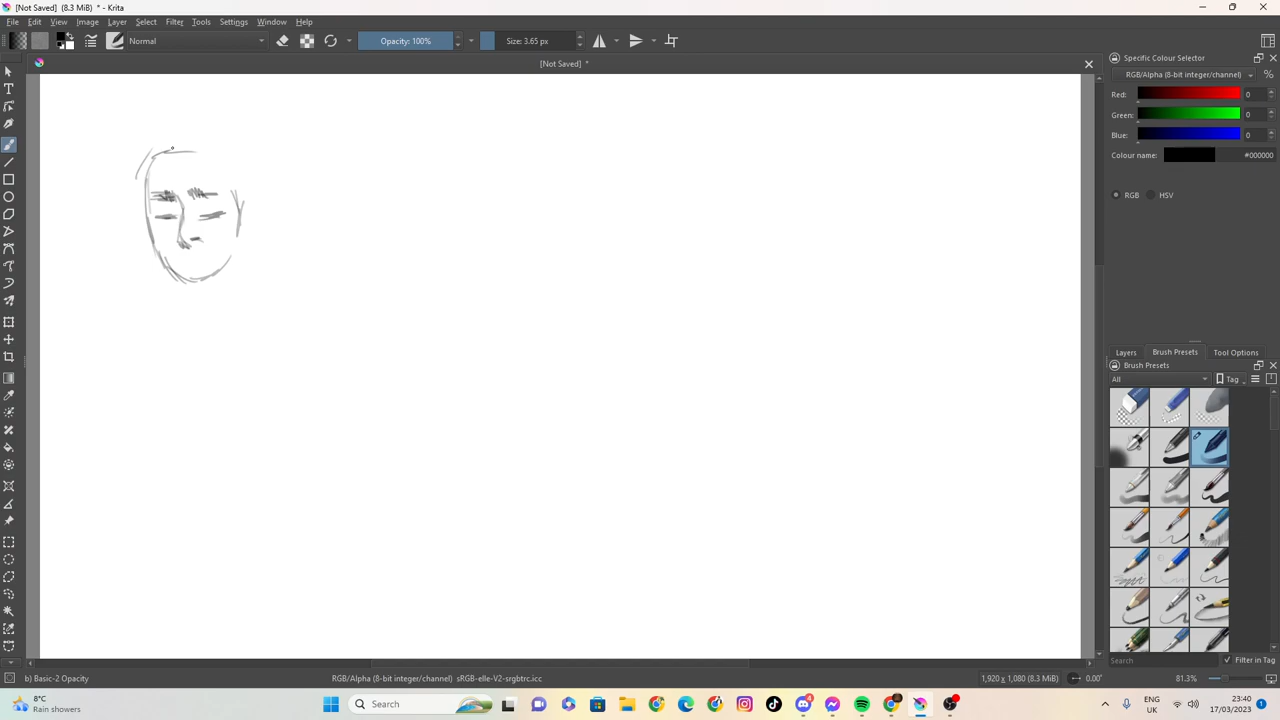 [Not Saved] (8.3 MiB) * - Krita
File Edit View Image Layer Select Filter Tools Settings Window Help
Normal Opacity: 100% Size: 3.65 px
[Not Saved] *
Specific Colour Selector
RGB/Alpha (8-bit integer/channel) %
Red: 0
Green: 0
Blue: 0
Colour name: #000000
RGB HSV
Layers Brush Presets Tool Options
Brush Presets
All Tag
Search Filter in Tag
b) Basic-2 Opacity RGB/Alpha (8-bit integer/channel) sRGB-elle-V2-srgbtrc.icc 1,920 x 1,080 (8.3 MiB) 0.00° 81.3%
8°C
Rain showers
Search
4
ENG
UK
23:40
17/03/2023
1